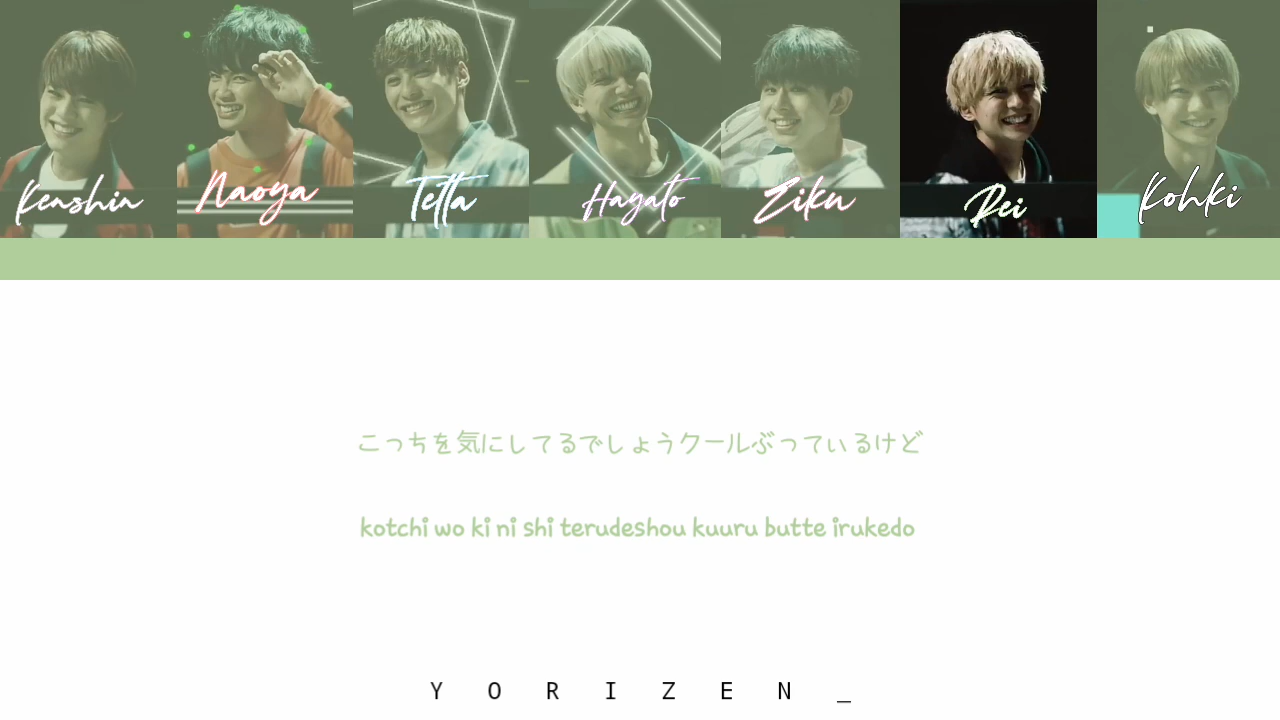 Kenshin Naoya Tetta Hayato Ziku Rei Kohki
こっちを気にしてるでしょうクールぶっているけど
kotchi wo ki ni shi terudeshou kuuru butte irukedo
Y O R I Z E N _